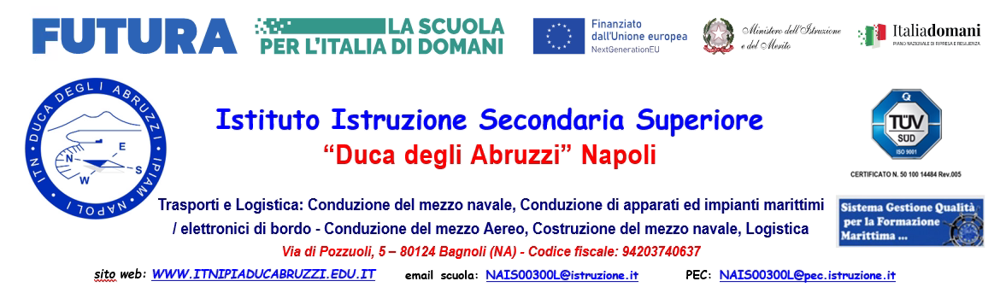 FUTURA
LA SCUOLA
PER L'ITALIA DI DOMANI
Finanziato
dall'Unione europea
NextGenerationEU
Ministero dell'Istruzione
e del Merito
Italiadomani
PIANO NAZIONALE DI RIPRESA E RESILIENZA
ITN • DUCA DEGLI ABRUZZI • IPIAM • NAPOLI
N E
W S
Istituto Istruzione Secondaria Superiore
“Duca degli Abruzzi” Napoli
TÜV
SÜD
ISO 9001
CERTIFICATO N. 50 100 14484 Rev.005
Trasporti e Logistica: Conduzione del mezzo navale, Conduzione di apparati ed impianti marittimi
/ elettronici di bordo - Conduzione del mezzo Aereo, Costruzione del mezzo navale, Logistica
Sistema Gestione Qualità
per la Formazione
Marittima ...
Via di Pozzuoli, 5 – 80124 Bagnoli (NA) - Codice fiscale: 94203740637
sito web: WWW.ITNIPIADUCABRUZZI.EDU.IT email scuola: NAIS00300L@istruzione.it PEC: NAIS00300L@pec.istruzione.it